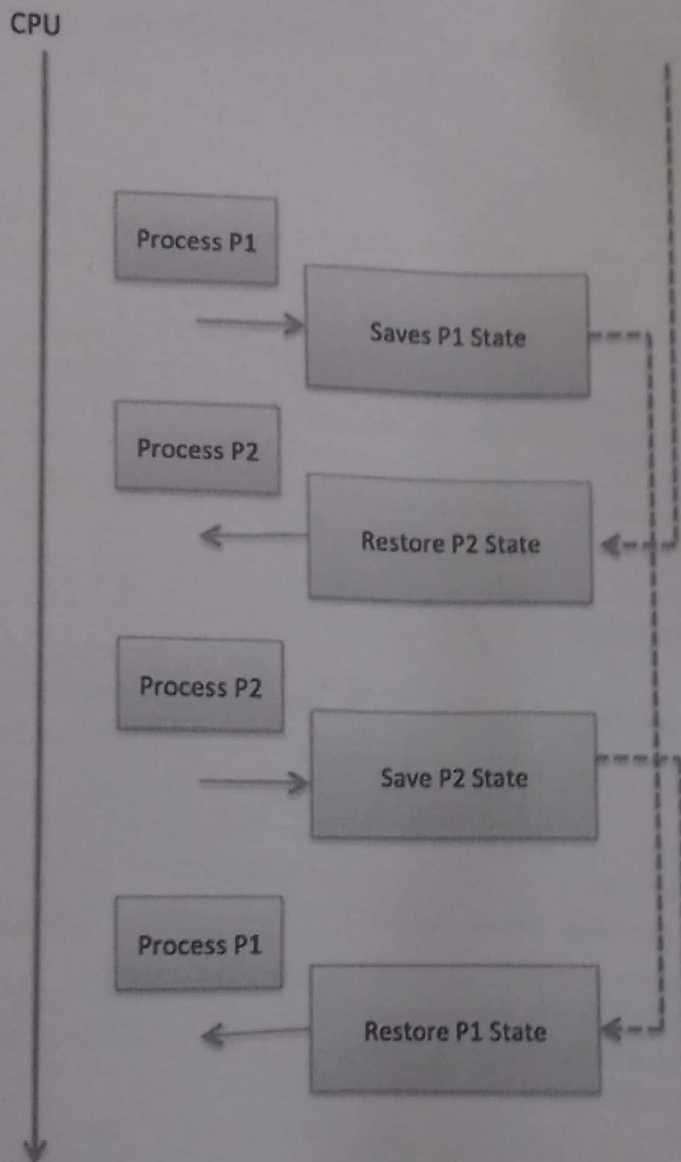 CPU
Process P1
Saves P1 State
Process P2
Restore P2 State
Process P2
Save P2 State
Process P1
Restore P1 State